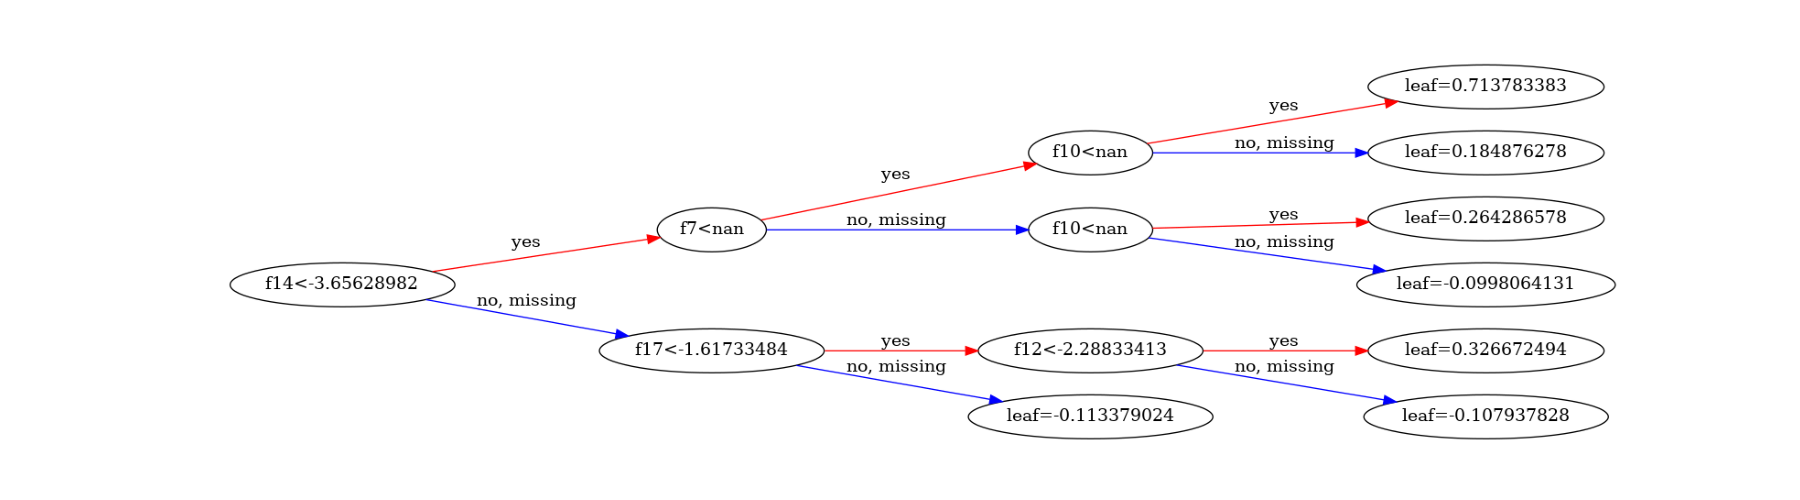 leaf=0.713783383
yes
f10<nan
no, missing
leaf=0.184876278
yes
f7<nan
no, missing
f10<nan
yes
leaf=0.264286578
no, missing
leaf=-0.0998064131
yes
f14<-3.65628982
no, missing
f17<-1.61733484
yes
f12<-2.28833413
yes
leaf=0.326672494
no, missing
no, missing
leaf=-0.113379024
leaf=-0.107937828